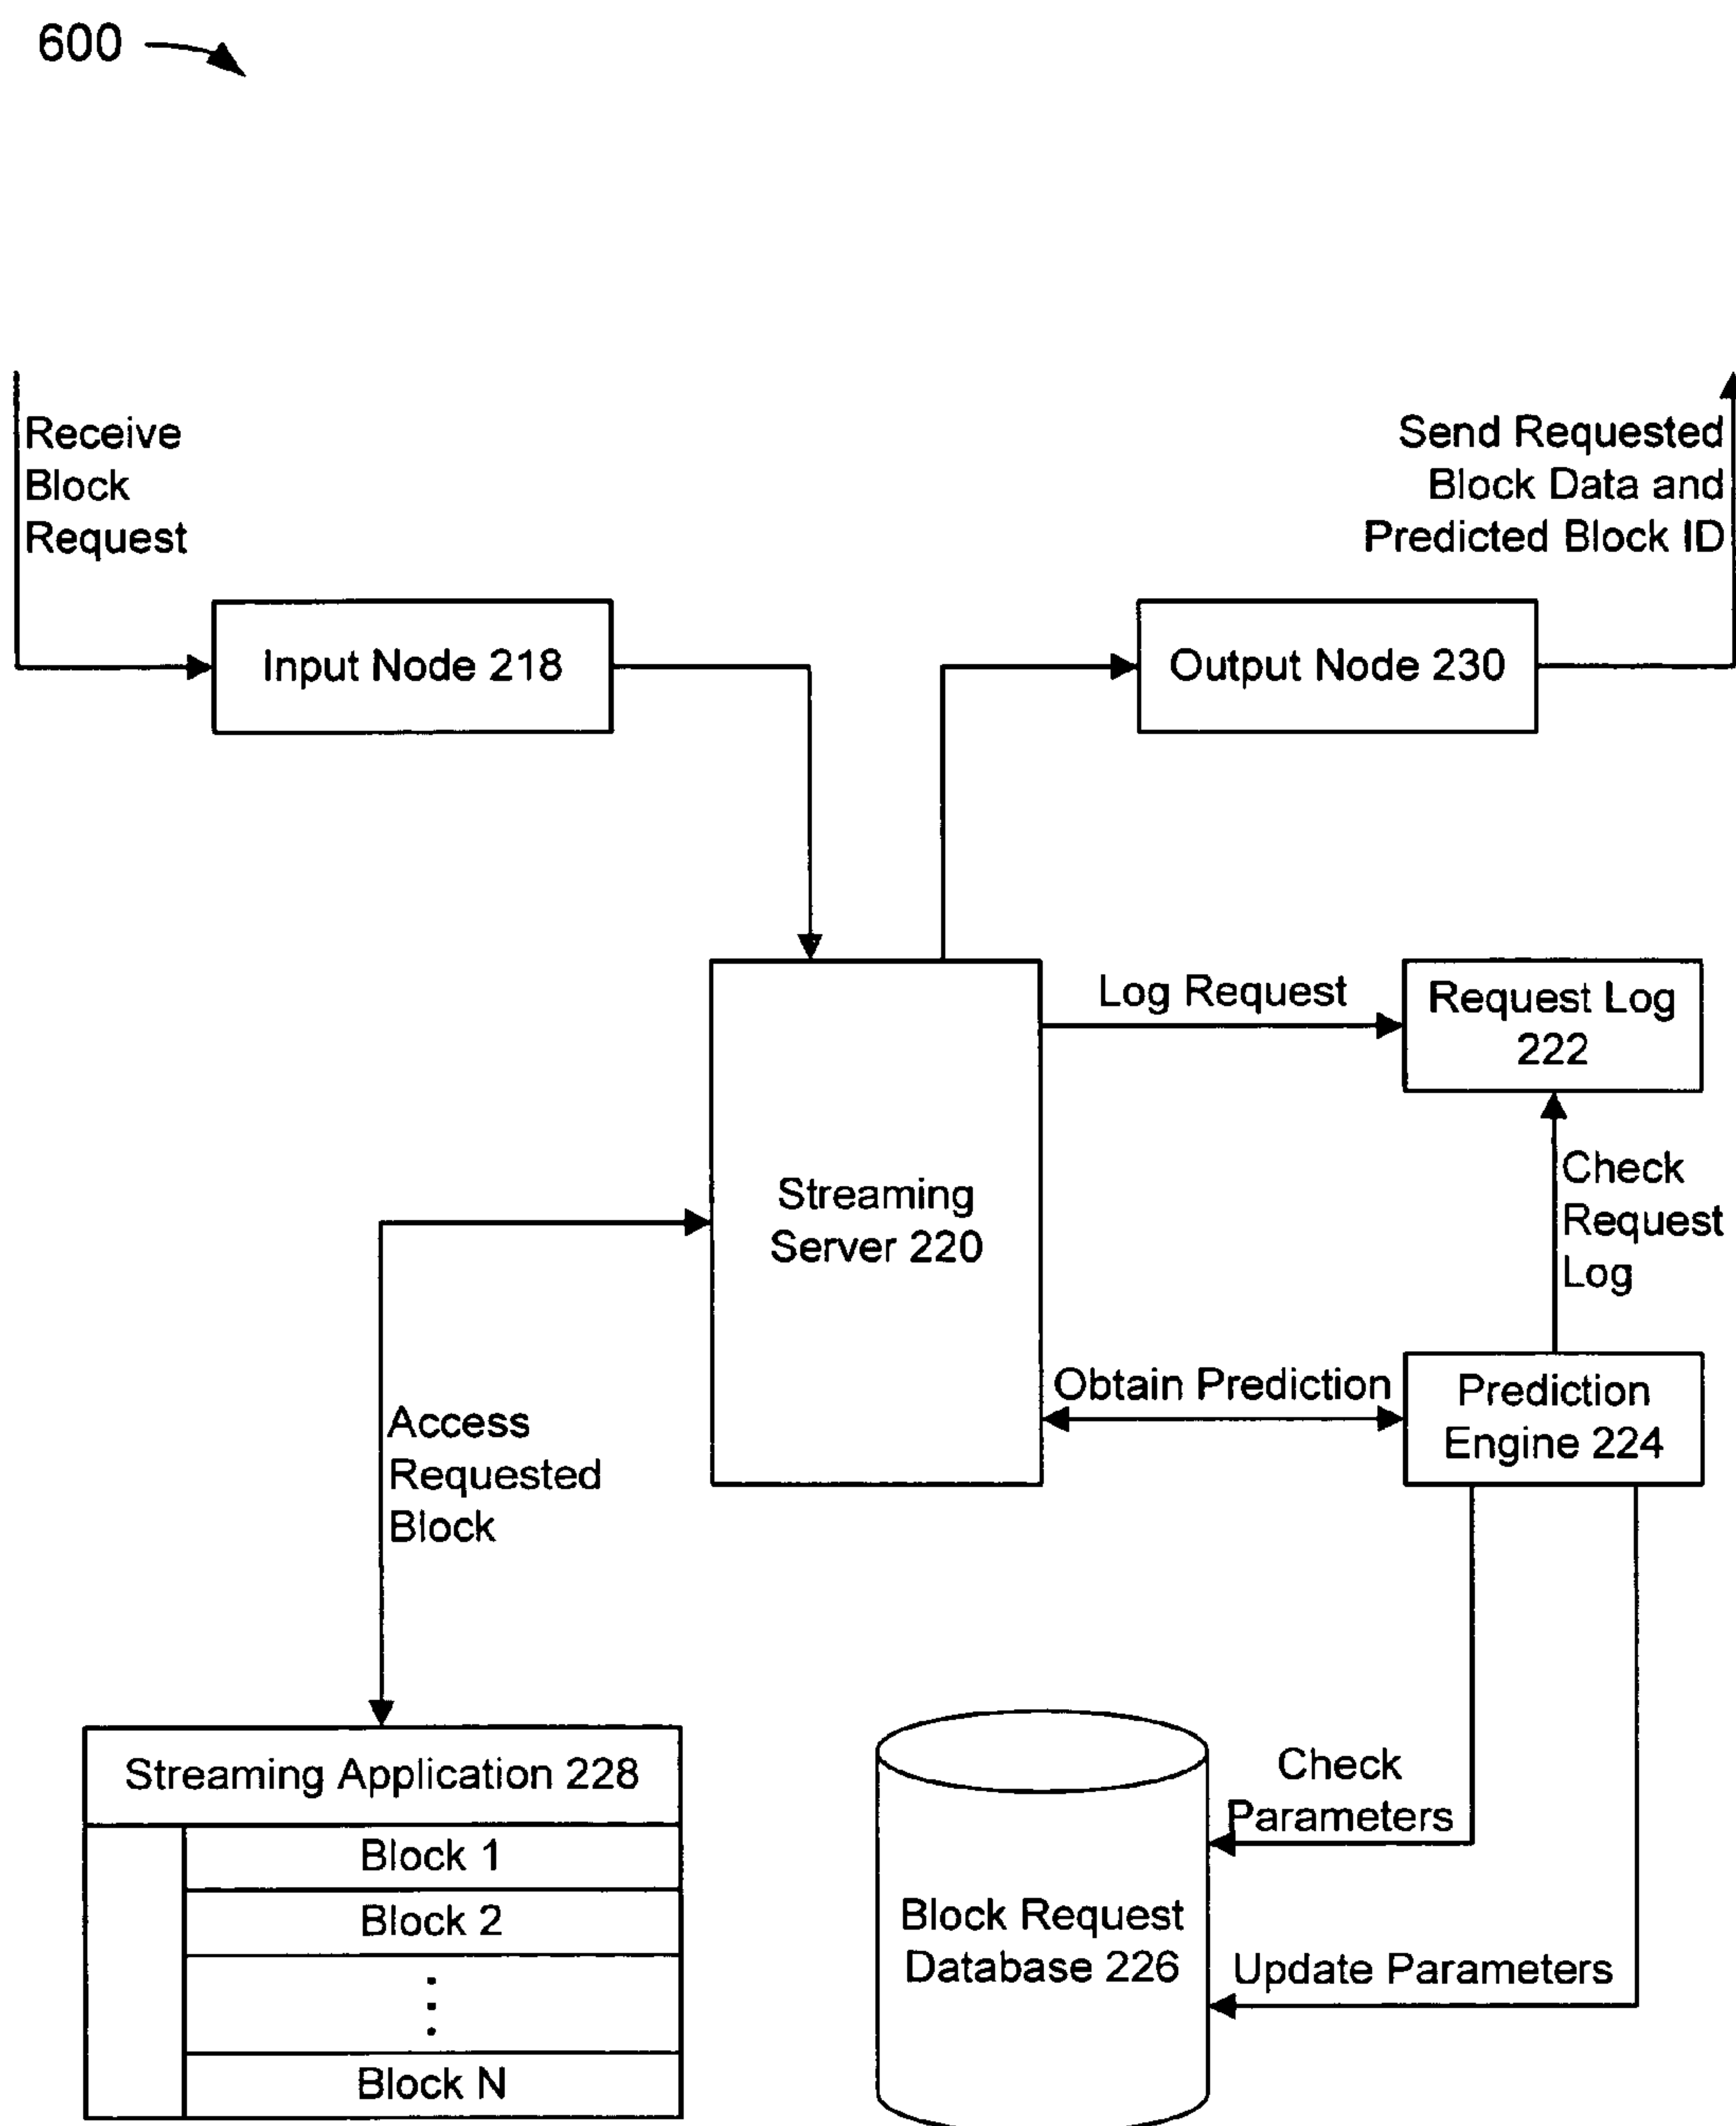 600
Receive
Block
Request
Send Requested
Block Data and
Predicted Block ID
Input Node 218
Output Node 230
Log Request
Request Log
222
Streaming
Server 220
Check
Request
Log
Obtain Prediction
Prediction
Engine 224
Access
Requested
Block
Streaming Application 228
Block 1
Block 2
Block N
Check
Parameters
Block Request
Database 226
Update Parameters